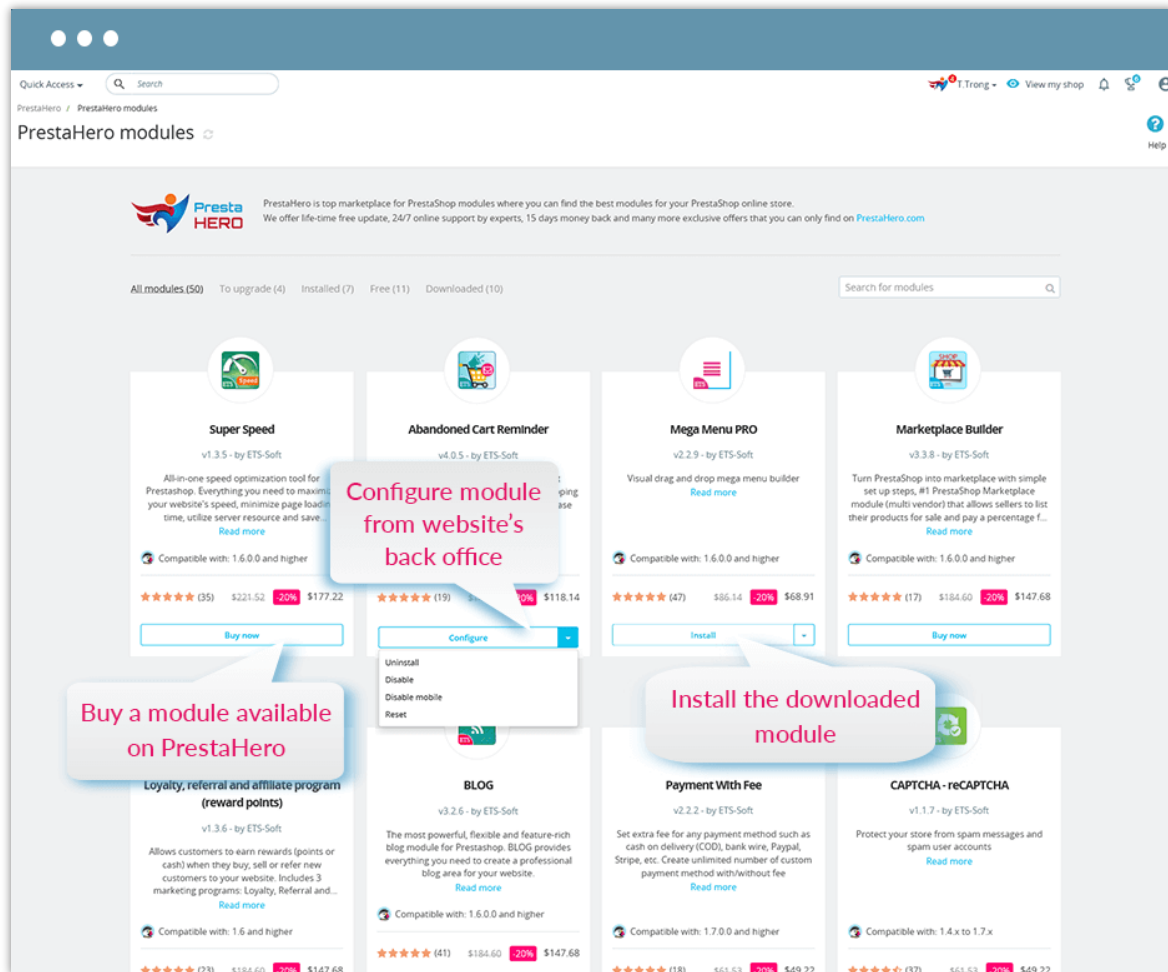 Quick Access
Search
4
T.Trong
View my shop
6
PrestaHero / PrestaHero modules
PrestaHero modules
Help
Presta
HERO
PrestaHero is top marketplace for PrestaShop modules where you can find the best modules for your PrestaShop online store.
We offer life-time free update, 24/7 online support by experts, 15 days money back and many more exclusive offers that you can only find on PrestaHero.com
All modules (50) To upgrade (4) Installed (7) Free (11) Downloaded (10)
Search for modules
Speed
Super Speed
v1.3.5 - by ETS-Soft
All-in-one speed optimization tool for
Prestashop. Everything you need to
your website's speed, minimize page
time, utilize server resource and save...
Read more
Compatible with: 1.6.0.0 and higher
(35) $221.52 -20% $177.22
Buy now
Abandoned Cart Reminder
v4.0.5 - by ETS-Soft
(19) $118.14
Configure
Uninstall
Disable
Disable mobile
Reset
Mega Menu PRO
v2.2.9 - by ETS-Soft
Visual drag and drop mega menu builder
Read more
Compatible with: 1.6.0.0 and higher
(47) $86.14 -20% $68.91
Install
SHOP
Marketplace Builder
v3.3.8 - by ETS-Soft
Turn PrestaShop into marketplace with simple
set up steps, #1 PrestaShop Marketplace
module (multi vendor) that allows sellers to list
their products for sale and pay a percentage f...
Read more
Compatible with: 1.6.0.0 and higher
(17) $184.60 -20% $147.68
Buy now
Configure module
from website's
back office
Buy a module available
on PrestaHero
Install the downloaded
module
Loyalty, referral and affiliate program
(reward points)
v1.3.6 - by ETS-Soft
Allows customers to earn rewards (points or
cash) when they buy, sell or refer new
customers to your website. Includes 3
marketing programs: Loyalty, Referral and...
Read more
Compatible with: 1.6 and higher
(23) $184.60 -20% $147.68
ETS
BLOG
v3.2.6 - by ETS-Soft
The most powerful, flexible and feature-rich
blog module for Prestashop. BLOG provides
everything you need to create a professional
blog area for your website.
Read more
Compatible with: 1.6.0.0 and higher
(41) $184.60 -20% $147.68
Payment With Fee
v2.2.2 - by ETS-Soft
Set extra fee for any payment method such as
cash on delivery (COD), bank wire, Paypal,
Stripe, etc. Create unlimited number of custom
payment method with/without fee
Read more
Compatible with: 1.7.0.0 and higher
(18) $61.53 -20% $49.22
CAPTCHA - reCAPTCHA
v1.1.7 - by ETS-Soft
Protect your store from spam messages and
spam user accounts
Read more
Compatible with: 1.4.x to 1.7.x
(37) $61.53 -20% $49.22